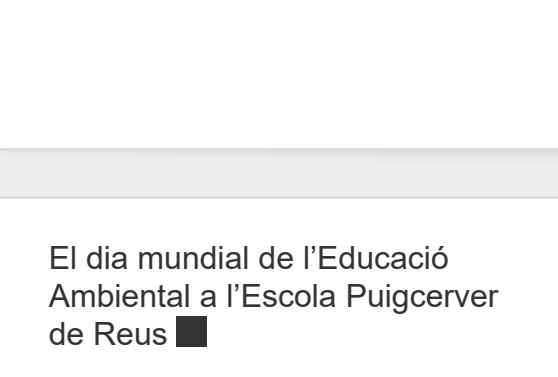 El dia mundial de l’Educació
Ambiental a l’Escola Puigcerver
de Reus